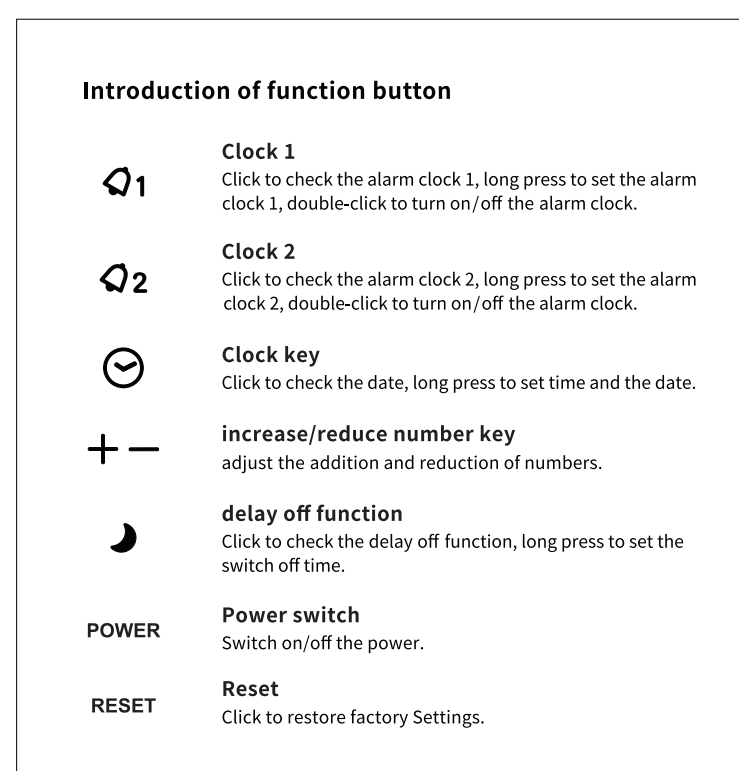 Introduction of function button
Clock 1
1
Click to check the alarm clock 1, long press to set the alarm
clock 1, double-click to turn on/off the alarm clock.
Clock 2
2
Click to check the alarm clock 2, long press to set the alarm
clock 2, double-click to turn on/off the alarm clock.
Clock key
Click to check the date, long press to set time and the date.
+ −
increase/reduce number key
adjust the addition and reduction of numbers.
delay off function
Click to check the delay off function, long press to set the
switch off time.
POWER
Power switch
Switch on/off the power.
RESET
Reset
Click to restore factory Settings.